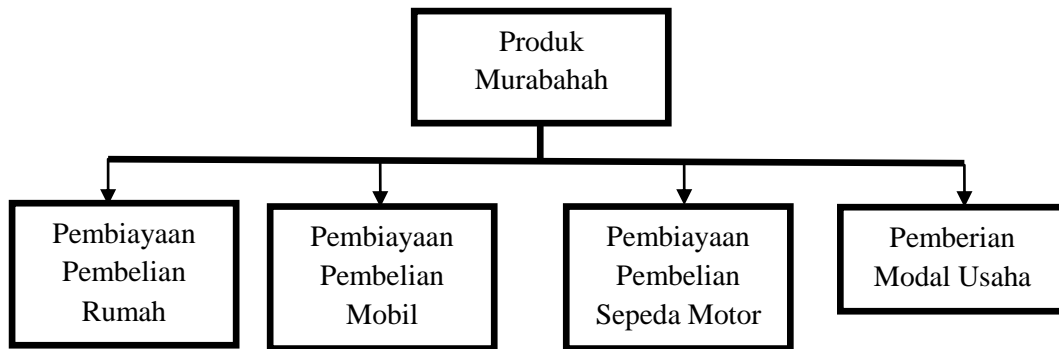 Produk
Murabahah
Pembiayaan
Pembelian
Rumah
Pembiayaan
Pembelian
Mobil
Pembiayaan
Pembelian
Sepeda Motor
Pemberian
Modal Usaha